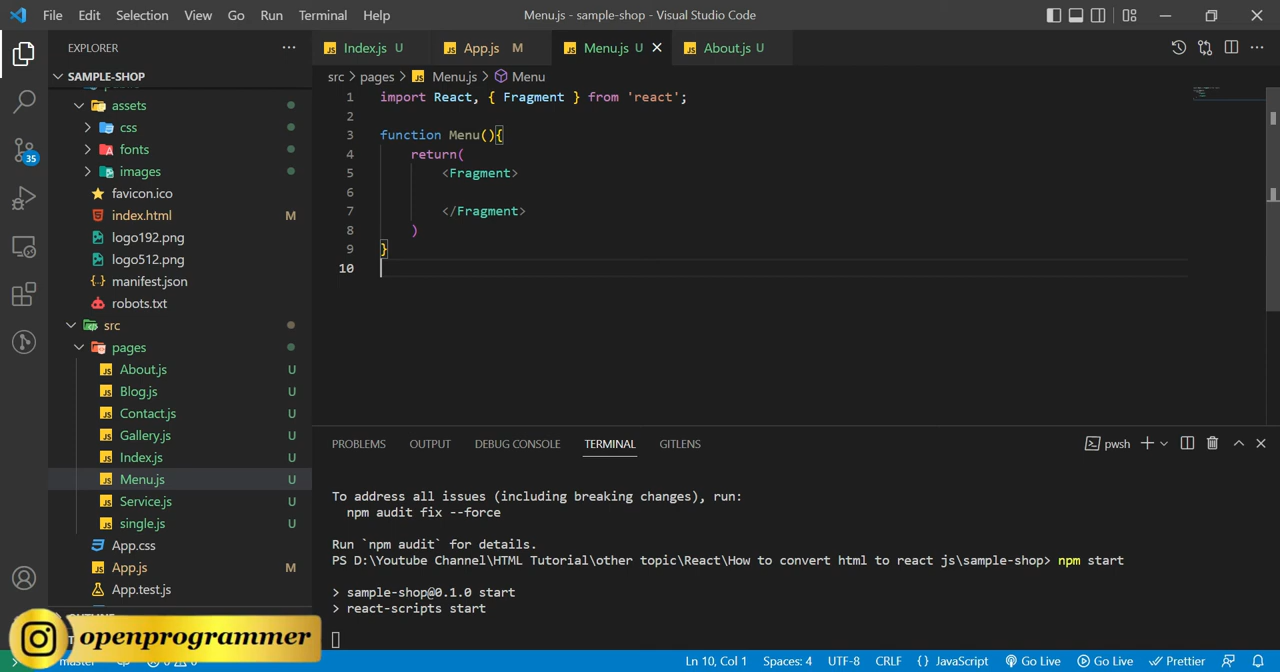 File Edit Selection View Go Run Terminal Help Menu.js - sample-shop - Visual Studio Code
EXPLORER
SAMPLE-SHOP
assets
css
fonts
images
favicon.ico
index.html M
logo192.png
logo512.png
manifest.json
robots.txt
src
pages
About.js U
Blog.js U
Contact.js U
Gallery.js U
Index.js U
Menu.js U
Service.js U
single.js U
App.css
App.js M
App.test.js
35
Index.js U App.js M Menu.js U About.js U
src > pages > Menu.js > Menu
1 import React, { Fragment } from 'react';
2
3 function Menu(){
4 return(
5 <Fragment>
6
7 </Fragment>
8 )
9 }
10
PROBLEMS OUTPUT DEBUG CONSOLE TERMINAL GITLENS pwsh
To address all issues (including breaking changes), run:
npm audit fix --force
Run `npm audit` for details.
PS D:\Youtube Channel\HTML Tutorial\other topic\React\How to convert html to react js\sample-shop> npm start
> sample-shop@0.1.0 start
> react-scripts start
openprogrammer
Ln 10, Col 1 Spaces: 4 UTF-8 CRLF {} JavaScript Go Live Go Live Prettier